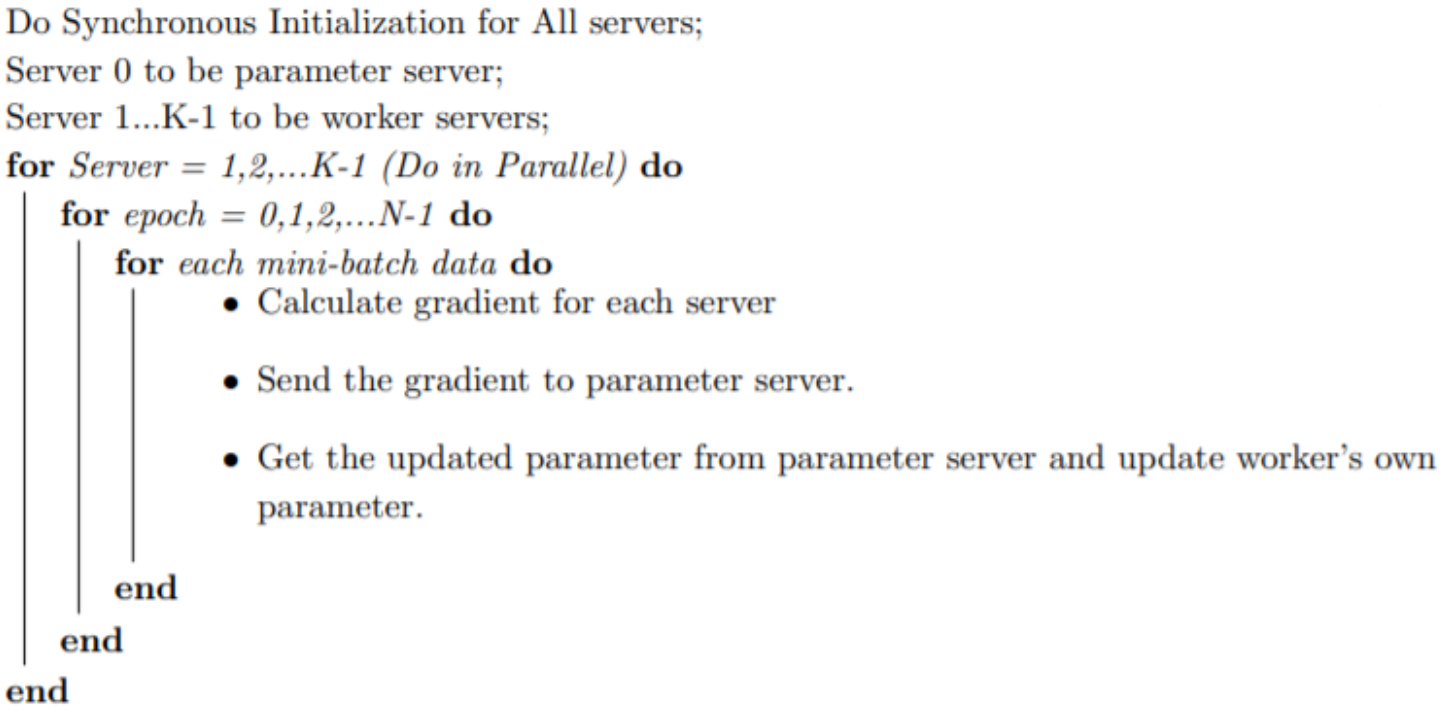 Do Synchronous Initialization for All servers;
Server 0 to be parameter server;
Server 1...K-1 to be worker servers;
for Server = 1,2,...K-1 (Do in Parallel) do
for epoch = 0,1,2,...N-1 do
for each mini-batch data do
• Calculate gradient for each server
• Send the gradient to parameter server.
• Get the updated parameter from parameter server and update worker's own
parameter.
end
end
end